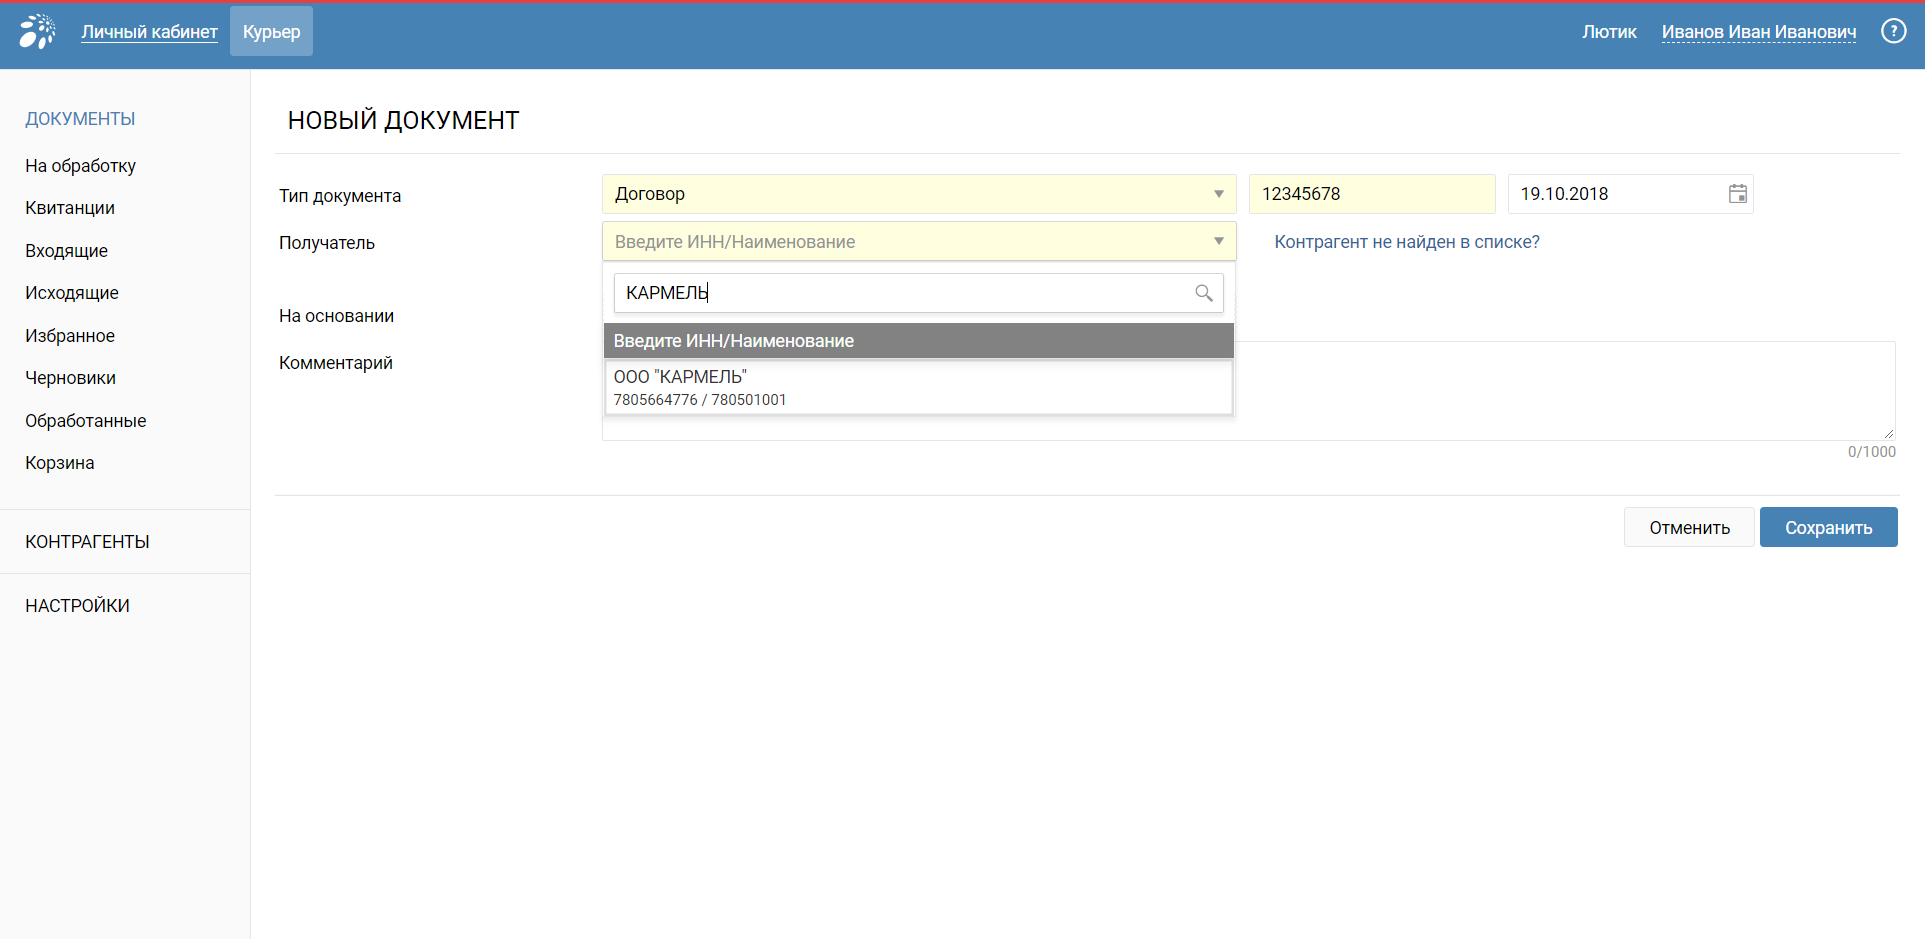 Личный кабинет Курьер Лютик Иванов Иван Иванович ?
ДОКУМЕНТЫ
На обработку
Квитанции
Входящие
Исходящие
Избранное
Черновики
Обработанные
Корзина
КОНТРАГЕНТЫ
НАСТРОЙКИ
НОВЫЙ ДОКУМЕНТ
Тип документа Договор 12345678 19.10.2018
Получатель Введите ИНН/Наименование Контрагент не найден в списке?
КАРМЕЛЬ
На основании
Введите ИНН/Наименование
Комментарий
ООО "КАРМЕЛЬ"
7805664776 / 780501001
0/1000
Отменить Сохранить